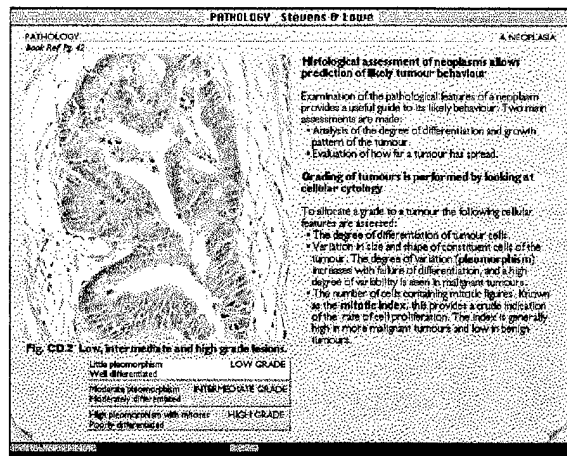 PATHOLOGY Stevens & Lowe
PATHOLOGY
A NEOPLASIA
Book Ref Pg. 42
Histological assessment of neoplasms allows
prediction of likely tumour behaviour
Examination of the pathological features of a neoplasm
provides a useful guide to its likely behaviour. Two main
assessments are made:
• Analysis of the degree of differentiation and growth
pattern of the tumour.
• Evaluation of how far a tumour has spread.
Grading of tumours is performed by looking at
cellular cytology
To allocate a grade to a tumour the following cellular
features are assessed:
• The degree of differentiation of tumour cells.
• Variation in size and shape of constituent cells of the
tumour. The degree of variation (pleomorphism)
increases with failure of differentiation, and a high
degree of variability is seen in malignant tumours.
• The number of cells containing mitotic figures. Known
as the mitotic index, this provides a crude indication
of the rate of cell proliferation. The index is generally
high in more malignant tumours and low in benign
tumours.
Fig. CD.2 Low, intermediate and high grade lesions.
Little pleomorphism LOW GRADE
Well differentiated
Moderate pleomorphism INTERMEDIATE GRADE
Moderately differentiated
High pleomorphism with mitoses HIGH GRADE
Poorly differentiated